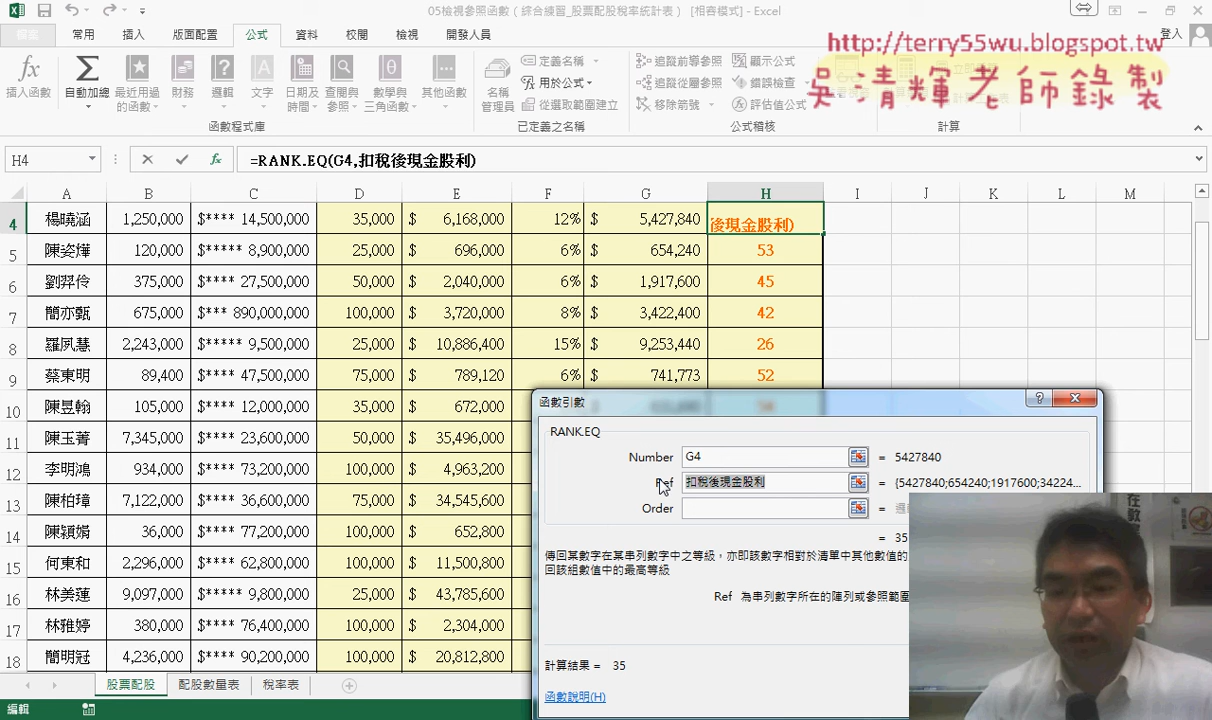 05檢視參照函數（綜合練習_股票配股稅率統計表） [相容模式] - Excel
檔案 常用 插入 版面配置 公式 資料 校閱 檢視 開發人員 登入
http://terry55wu.blogspot.tw
吳清輝老師錄製
插入函數 自動加總 最近用過的函數 財務 邏輯 文字 日期及時間 查閱與參照 數學與三角函數 其他函數
名稱管理員 定義名稱 用於公式 從選取範圍建立
追蹤前導參照 追蹤從屬參照 移除箭號 顯示公式 錯誤檢查 評估值公式
函數程式庫 已定義之名稱 公式稽核 計算
H4 fx =RANK.EQ(G4,扣稅後現金股利)
A B C D E F G H I J K L M
4 楊曉涵 1,250,000 $**** 14,500,000 35,000 $ 6,168,000 12% $ 5,427,840 後現金股利)
5 陳姿燁 120,000 $***** 8,900,000 25,000 $ 696,000 6% $ 654,240 53
6 劉羿伶 375,000 $**** 27,500,000 50,000 $ 2,040,000 6% $ 1,917,600 45
7 簡亦甄 675,000 $*** 890,000,000 100,000 $ 3,720,000 8% $ 3,422,400 42
8 羅夙慧 2,243,000 $***** 9,500,000 25,000 $ 10,886,400 15% $ 9,253,440 26
9 蔡東明 89,400 $**** 47,500,000 75,000 $ 789,120 6% $ 741,773 52
10 陳昱翰 105,000 $**** 12,000,000 35,000 $ 672,000
11 陳玉菁 7,345,000 $**** 23,600,000 50,000 $ 35,496,000
12 李明鴻 934,000 $**** 73,200,000 100,000 $ 4,963,200
13 陳柏璋 7,122,000 $**** 36,000,000 75,000 $ 34,545,600
14 陳穎娟 36,000 $**** 77,200,000 100,000 $ 652,800
15 何東和 2,296,000 $**** 62,800,000 100,000 $ 11,500,800
16 林美蓮 9,097,000 $***** 9,800,000 25,000 $ 43,785,600
17 林雅婷 380,000 $**** 76,400,000 100,000 $ 2,304,000
18 簡明冠 4,236,000 $**** 90,200,000 100,000 $ 20,812,800
函數引數
RANK.EQ
Number G4 = 5427840
Ref 扣稅後現金股利 = {5427840;654240;1917600;34224...
Order =
= 35
傳回某數字在某串列數字中之等級，亦即該數字相對於清單中其他數值的
回該組數值中的最高等級
Ref 為串列數字所在的陣列或參照範圍
計算結果 = 35
函數說明(H)
股票配股 配股數量表 稅率表
編輯